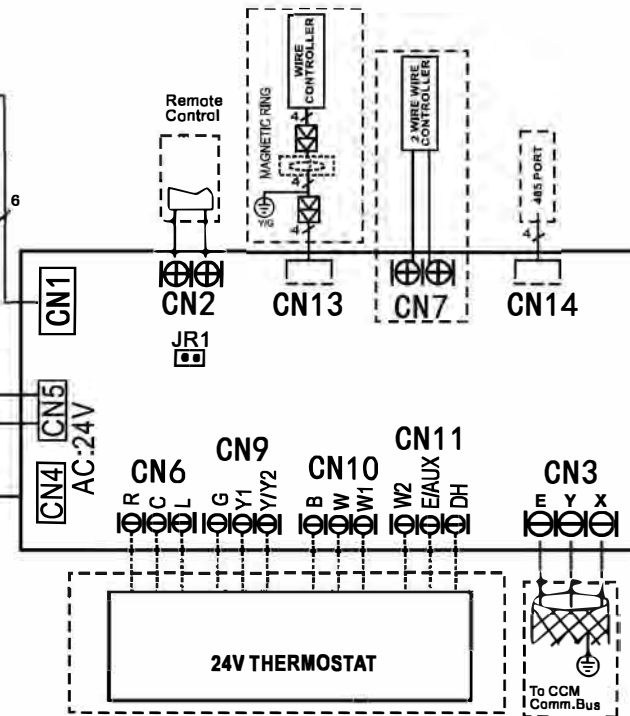 WIRE
CONTROLLER
2 WIRE WIRE
CONTROLLER
Remote
Control
MAGNETIC RING
4
4
4
Y/G
485 PORT
4
6
CN1
CN2
CN13
CN7
CN14
JR1
CN5
AC:24V
CN4
CN6
CN9
CN10
CN11
CN3
R
C
L
G
Y1
Y/Y2
B
W
W1
W2
E/AUX
DH
E
Y
X
24V THERMOSTAT
To CCM
Comm.Bus